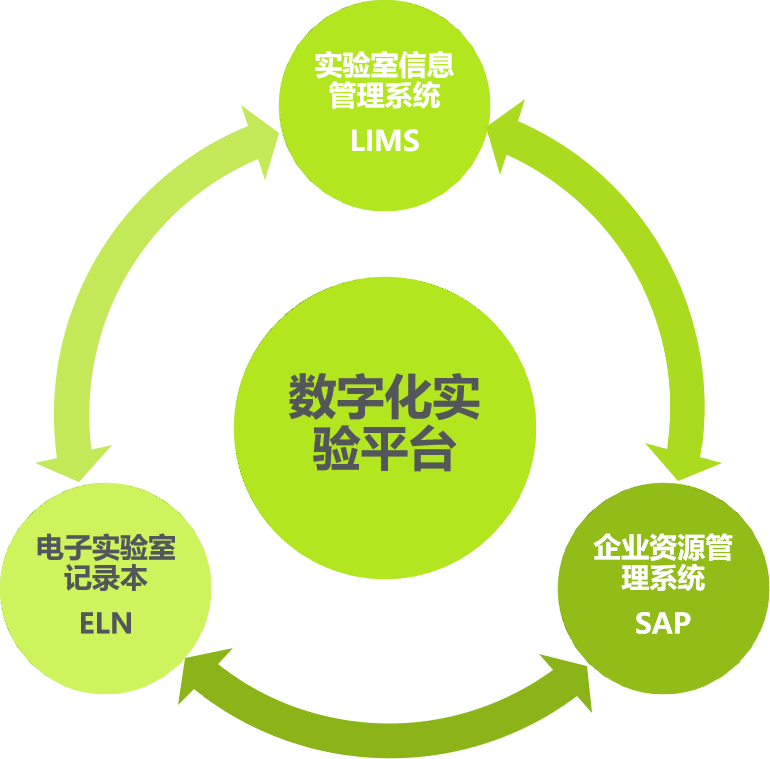 实验室信息
管理系统
LIMS
数字化实
验平台
电子实验室
记录本
ELN
企业资源管
理系统
SAP